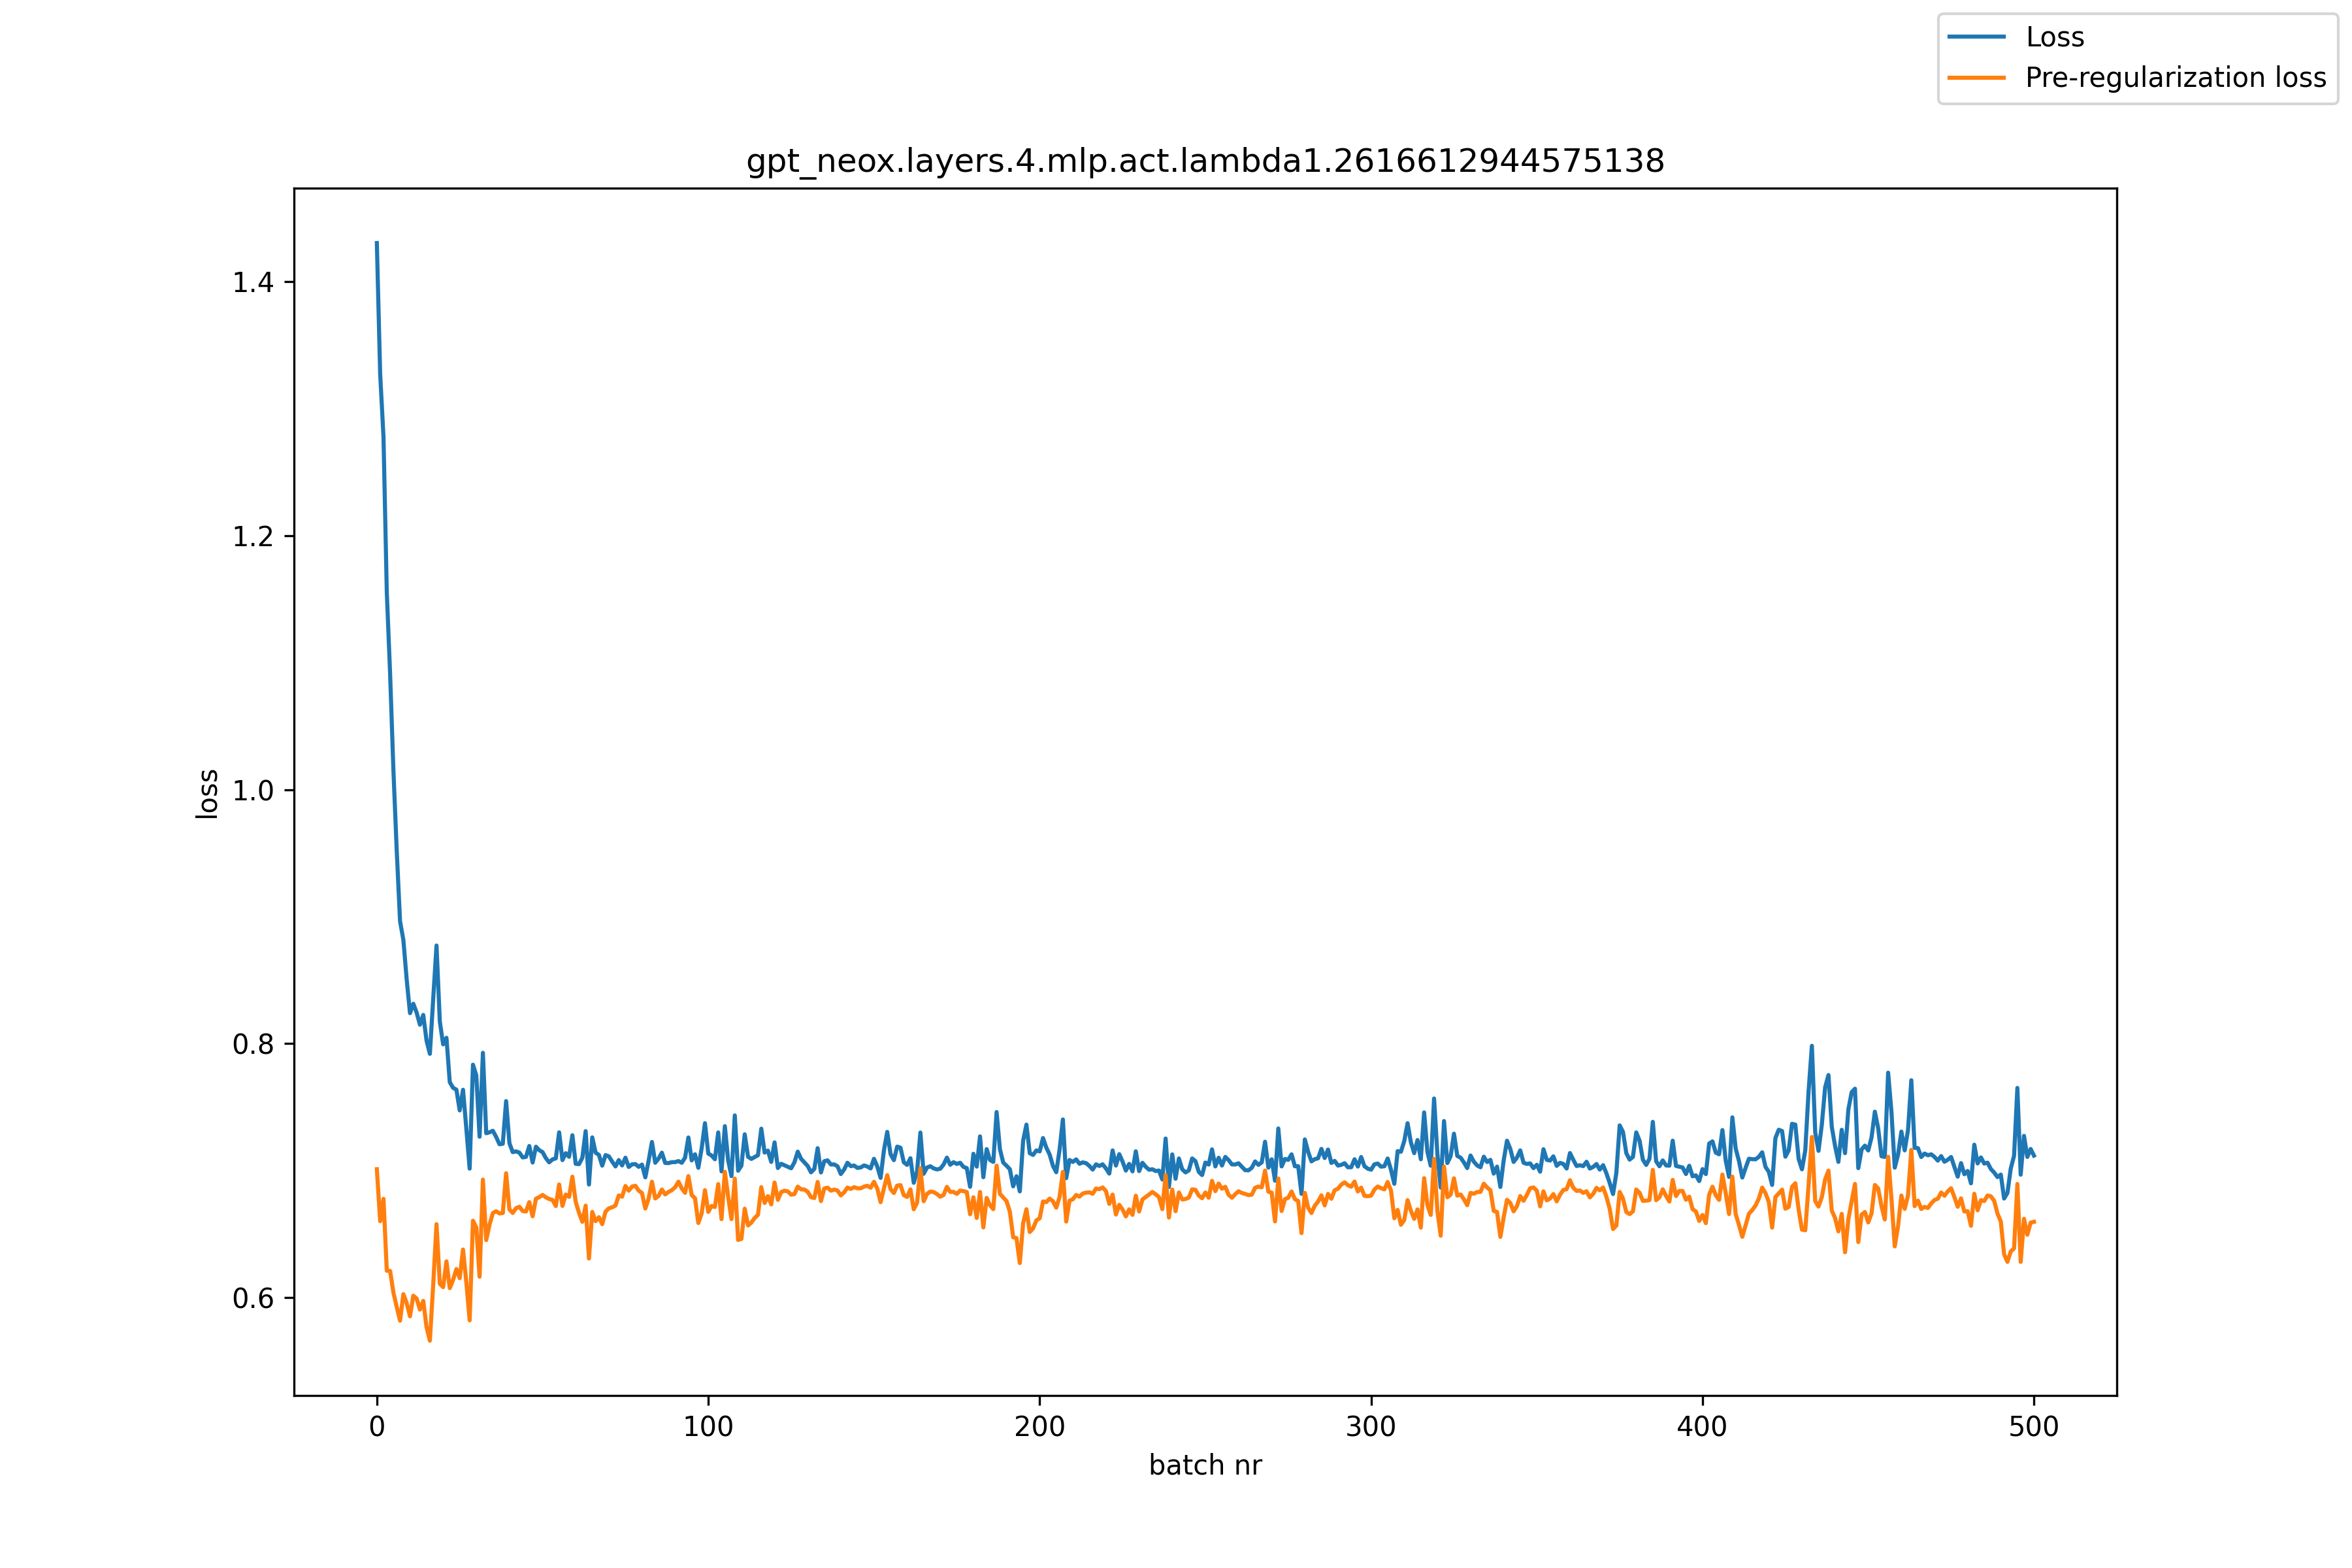 Loss
Pre-regularization loss
gpt_neox.layers.4.mlp.act.lambda1.2616612944575138
1.4
1.2
1.0
0.8
0.6
loss
0 100 200 300 400 500
batch nr